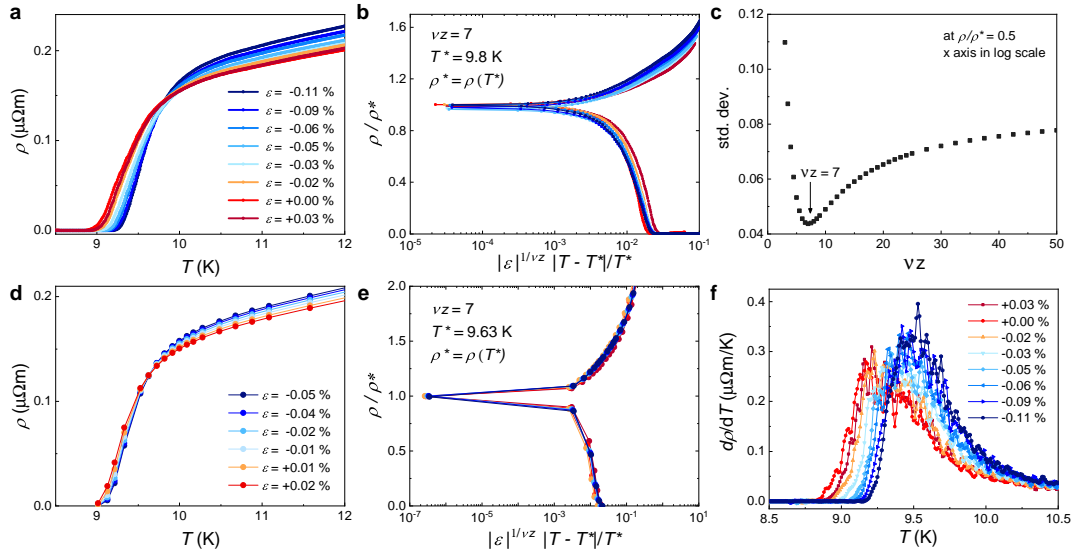 a
ρ (μΩm)
0.2
0.1
0.0
9 10 11 12
T (K)
ε = -0.11 %
ε = -0.09 %
ε = -0.06 %
ε = -0.05 %
ε = -0.03 %
ε = -0.02 %
ε = +0.00 %
ε = +0.03 %
b
νz = 7
T* = 9.8 K
ρ* = ρ(T*)
ρ / ρ*
1.6
1.2
0.8
0.4
0.0
10-5 10-4 10-3 10-2 10-1
|ε|1/νz |T - T*|/T*
c
at ρ/ρ* = 0.5
x axis in log scale
std. dev.
0.12
0.10
0.08
0.06
0.04
νz = 7
0 10 20 30 40 50
νz
d
ρ (μΩm)
0.2
0.1
0.0
9 10 11 12
T (K)
ε = -0.05 %
ε = -0.04 %
ε = -0.02 %
ε = -0.01 %
ε = +0.01 %
ε = +0.02 %
e
νz = 7
T* = 9.63 K
ρ* = ρ(T*)
ρ / ρ*
2.0
1.5
1.0
0.5
0.0
10-7 10-5 10-3 10-1 101
|ε|1/νz |T - T*|/T*
f
dρ/dT (μΩm/K)
0.4
0.3
0.2
0.1
0.0
+0.03 %
+0.00 %
-0.02 %
-0.03 %
-0.05 %
-0.06 %
-0.09 %
-0.11 %
8.5 9.0 9.5 10.0 10.5
T (K)